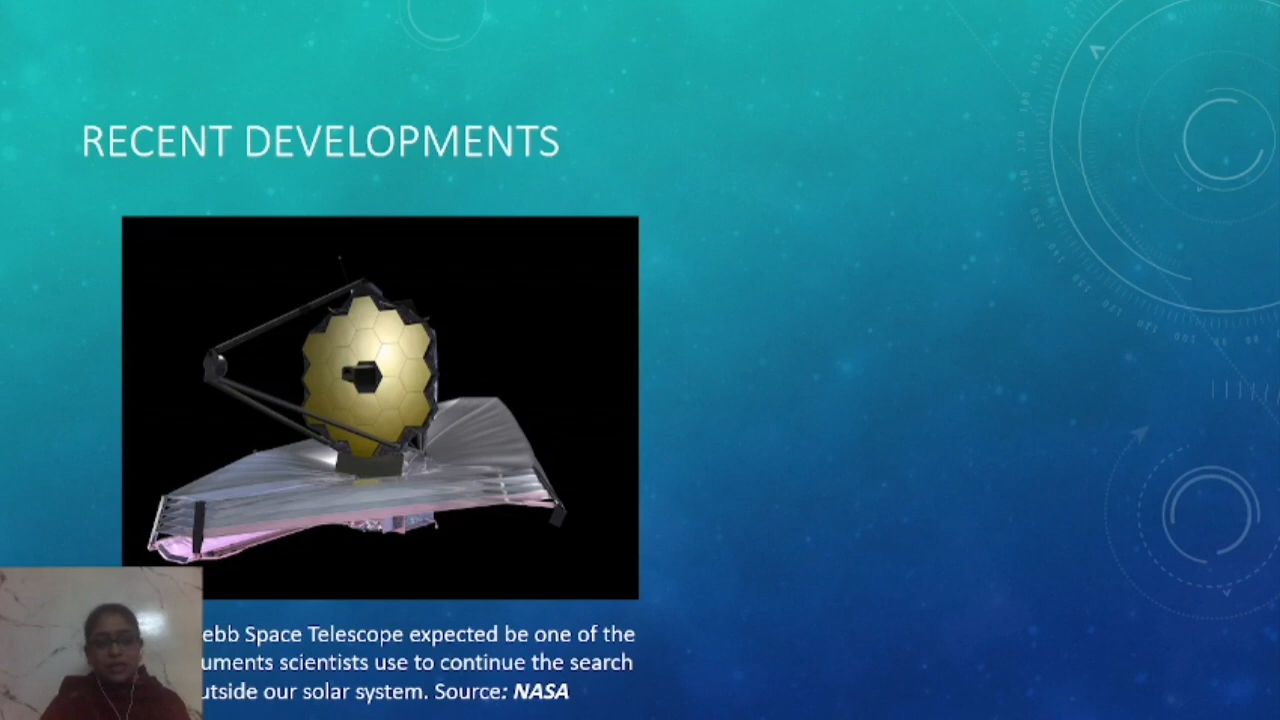 RECENT DEVELOPMENTS
ebb Space Telescope expected be one of the
uments scientists use to continue the search
utside our solar system. Source: NASA